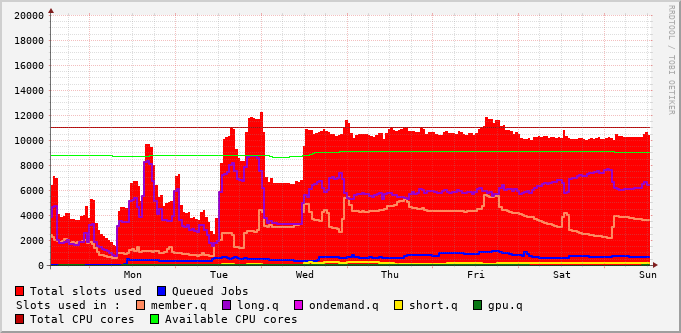 20000
18000
16000
14000
12000
10000
8000
6000
4000
2000
0
Mon Tue Wed Thu Fri Sat Sun
RRDTOOL / TOBI OETIKER
Total slots used Queued Jobs
Slots used in : member.q long.q ondemand.q short.q gpu.q
Total CPU cores Available CPU cores